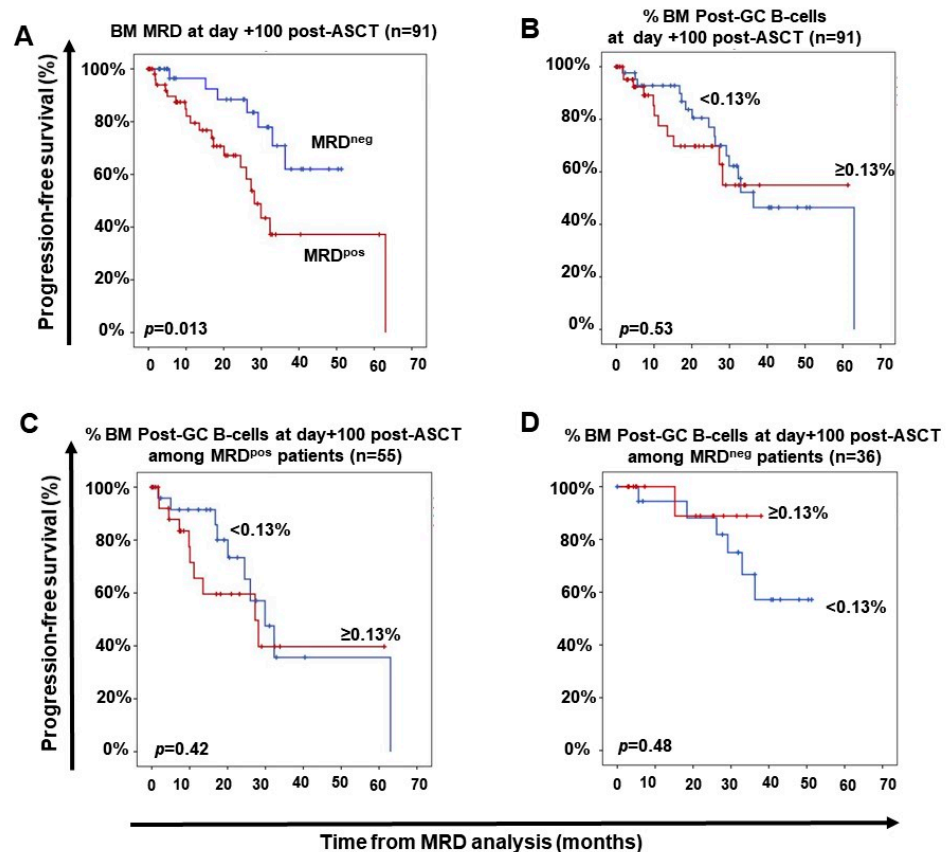 A
BM MRD at day +100 post-ASCT (n=91)
Progression-free survival (%)
100%
80%
60%
40%
20%
0%
MRDneg
MRDpos
p=0.013
0 10 20 30 40 50 60 70
B
% BM Post-GC B-cells
at day +100 post-ASCT (n=91)
100%
80%
60%
40%
20%
0%
<0.13%
≥0.13%
p=0.53
0 10 20 30 40 50 60 70
C
% BM Post-GC B-cells at day+100 post-ASCT
among MRDpos patients (n=55)
Progression-free survival (%)
100%
80%
60%
40%
20%
0%
<0.13%
≥0.13%
p=0.42
0 10 20 30 40 50 60 70
D
% BM Post-GC B-cells at day+100 post-ASCT
among MRDneg patients (n=36)
100%
80%
60%
40%
20%
0%
≥0.13%
<0.13%
p=0.48
0 10 20 30 40 50 60 70
Time from MRD analysis (months)